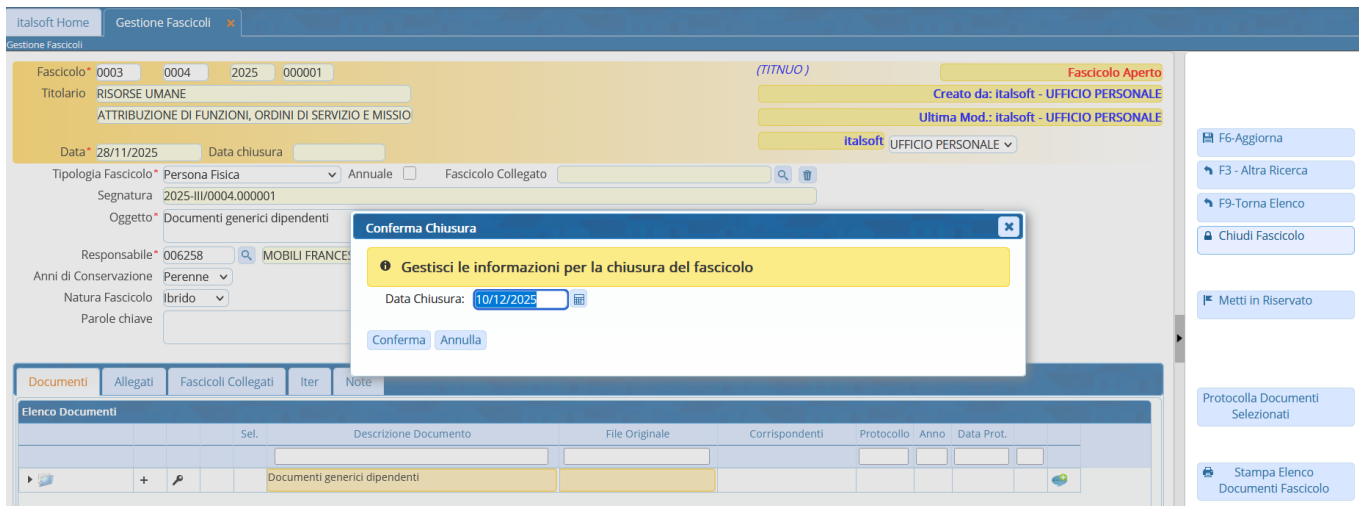 italsoft Home
Gestione Fascicoli ×
Gestione Fascicoli
Fascicolo* 0003 0004 2025 000001 (TITNUO ) Fascicolo Aperto
Titolario RISORSE UMANE Creato da: italsoft - UFFICIO PERSONALE
ATTRIBUZIONE DI FUNZIONI, ORDINI DI SERVIZIO E MISSIO Ultima Mod.: italsoft - UFFICIO PERSONALE
italsoft UFFICIO PERSONALE
Data* 28/11/2025 Data chiusura
Tipologia Fascicolo* Persona Fisica Annuale Fascicolo Collegato
Segnatura 2025-III/0004.000001
Oggetto* Documenti generici dipendenti
Responsabile* 006258 MOBILI FRANCES
Anni di Conservazione Perenne
Natura Fascicolo Ibrido
Parole chiave
Conferma Chiusura
Gestisci le informazioni per la chiusura del fascicolo
Data Chiusura: 10/12/2025
Conferma Annulla
Documenti Allegati Fascicoli Collegati Iter Note
Elenco Documenti
Sel. Descrizione Documento File Originale Corrispondenti Protocollo Anno Data Prot.
Documenti generici dipendenti
F6-Aggiorna
F3 - Altra Ricerca
F9-Torna Elenco
Chiudi Fascicolo
Metti in Riservato
Protocolla Documenti
Selezionati
Stampa Elenco
Documenti Fascicolo